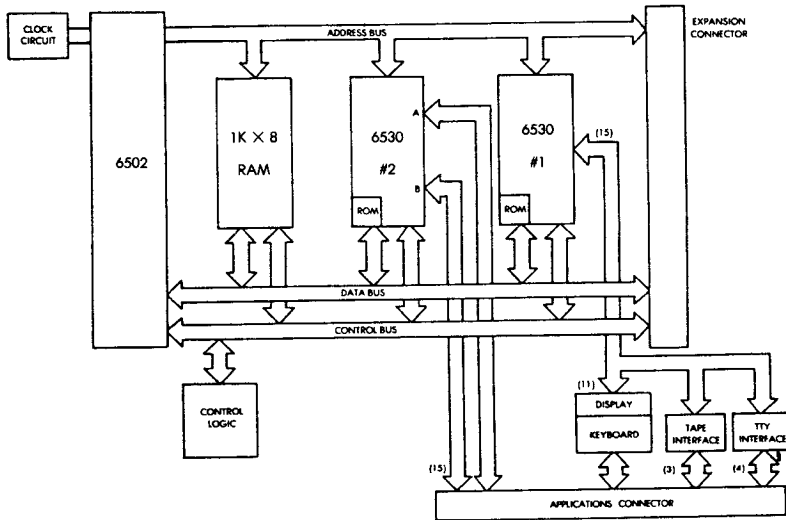 CLOCK
CIRCUIT
ADDRESS BUS
EXPANSION
CONNECTOR
6502
1K × 8
RAM
6530
#2
A
B
ROM
6530
#1
ROM
(15)
DATA BUS
CONTROL BUS
CONTROL
LOGIC
(11)
DISPLAY
KEYBOARD
TAPE
INTERFACE
TTY
INTERFACE
(15)
(3)
(4)
APPLICATIONS CONNECTOR